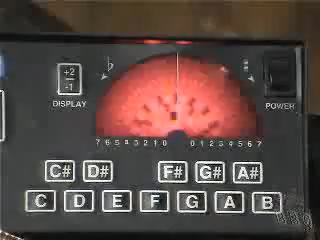 +2
-1
DISPLAY
POWER
7 6 5 4 3 2 1 0 0 1 2 3 4 5 6 7
C# D# F# G# A#
C D E F G A B